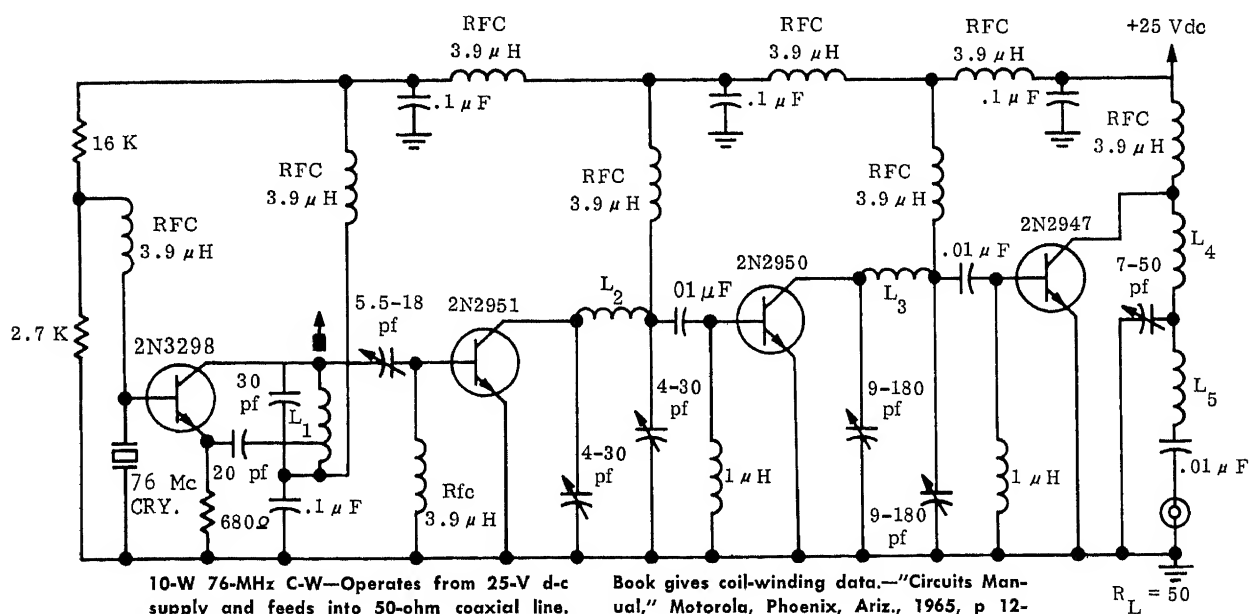 RFC
3.9 μH
RFC
3.9 μH
RFC
3.9 μH
+25 Vdc
.1 μF
.1 μF
.1 μF
16 K
RFC
3.9 μH
RFC
3.9 μH
RFC
3.9 μH
RFC
3.9 μH
RFC
3.9 μH
2N2947
.01 μF
L4
7-50
pf
2N2950
L3
01 μF
L2
5.5-18
pf
2N2951
2.7 K
2N3298
30
pf
L1
4-30
pf
9-180
pf
L5
20
pf
76 Mc
CRY.
680Ω
.1 μF
Rfc
3.9 μH
4-30
pf
1 μH
9-180
pf
1 μH
.01 μF
RL = 50
10-W 76-MHz C-W—Operates from 25-V d-c
supply and feeds into 50-ohm coaxial line.
Book gives coil-winding data.—"Circuits Man-
ual," Motorola, Phoenix, Ariz., 1965, p 12-